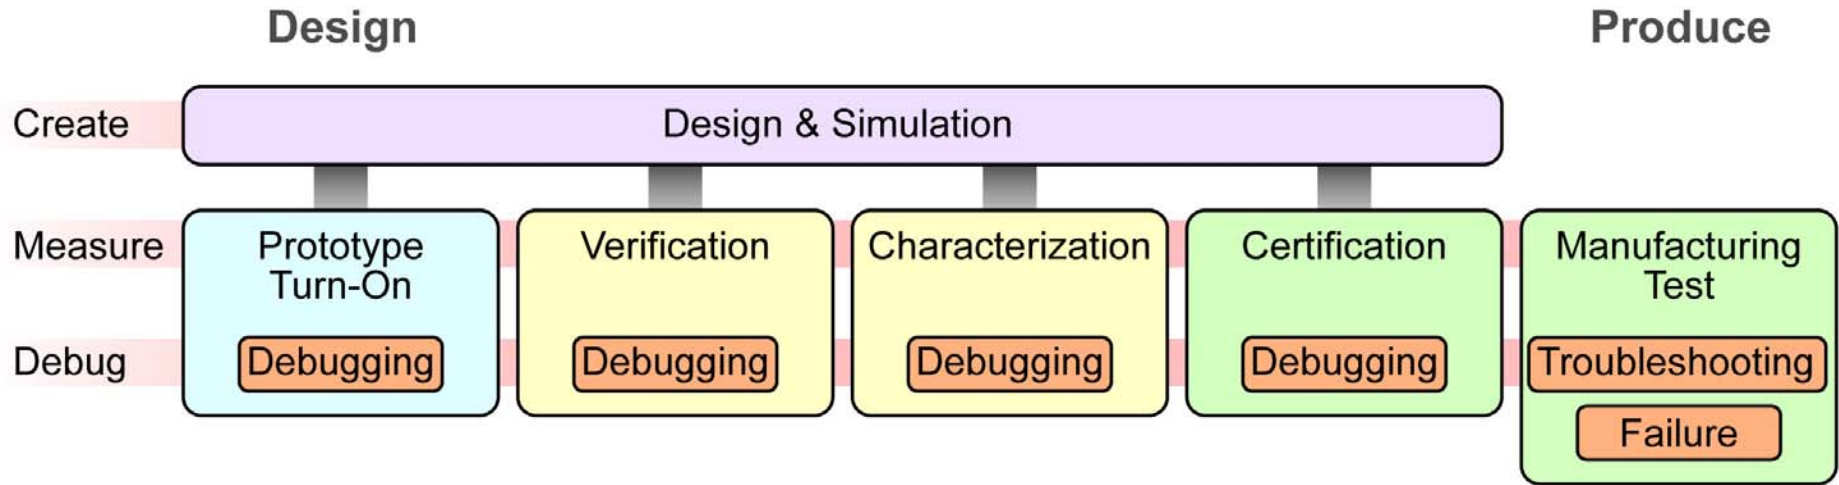 Design
Produce
Create
Design & Simulation
Measure
Prototype
Turn-On
Verification
Characterization
Certification
Manufacturing
Test
Debug
Debugging
Debugging
Debugging
Debugging
Troubleshooting
Failure